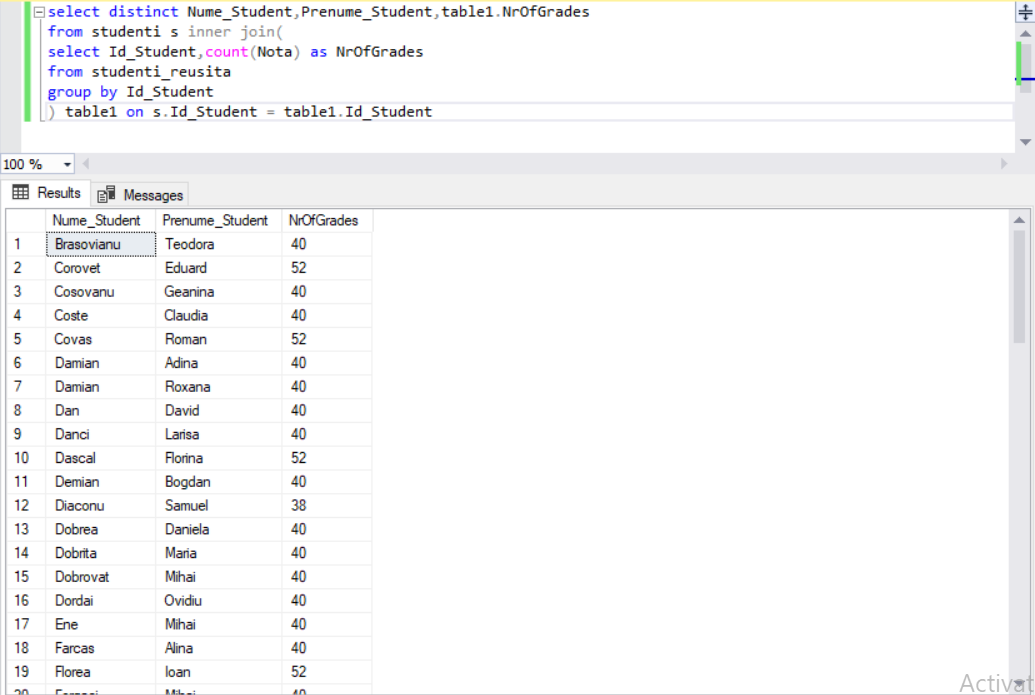 select distinct Nume_Student,Prenume_Student,table1.NrOfGrades
from studenti s inner join(
select Id_Student,count(Nota) as NrOfGrades
from studenti_reusita
group by Id_Student
) table1 on s.Id_Student = table1.Id_Student
100 %
Results Messages
Nume_Student Prenume_Student NrOfGrades
1 Brasovianu Teodora 40
2 Corovet Eduard 52
3 Cosovanu Geanina 40
4 Coste Claudia 40
5 Covas Roman 52
6 Damian Adina 40
7 Damian Roxana 40
8 Dan David 40
9 Danci Larisa 40
10 Dascal Florina 52
11 Demian Bogdan 40
12 Diaconu Samuel 38
13 Dobrea Daniela 40
14 Dobrita Maria 40
15 Dobrovat Mihai 40
16 Dordai Ovidiu 40
17 Ene Mihai 40
18 Farcas Alina 40
19 Florea Ioan 52
20 Mihai 40
Activa